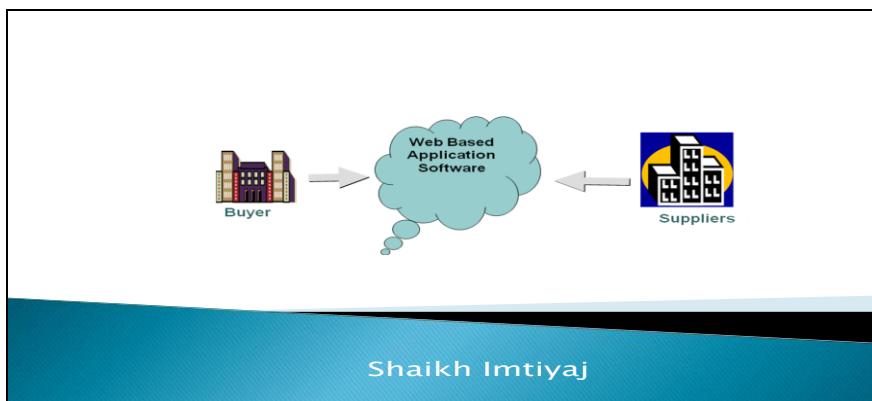 Web Based
Application
Software
Buyer
Suppliers
Shaikh Imtiyaj